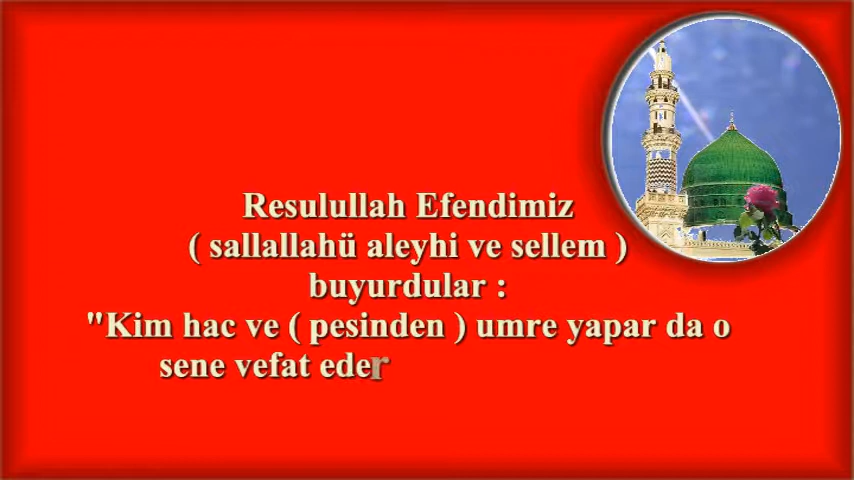 Resulullah Efendimiz
( sallallahü aleyhi ve sellem )
buyurdular :
"Kim hac ve ( pesinden ) umre yapar da o
sene vefat eder